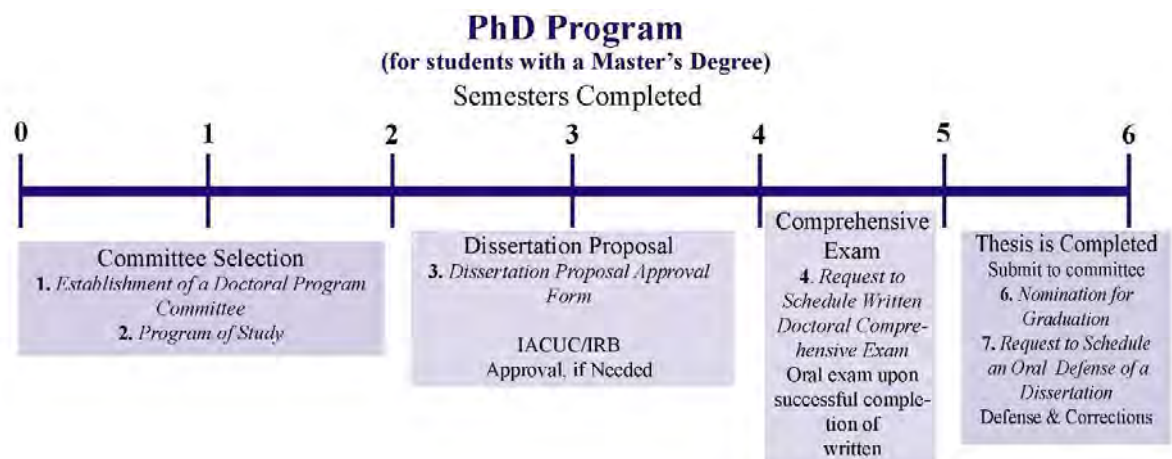 PhD Program
(for students with a Master's Degree)
Semesters Completed
0 1 2 3 4 5 6
Committee Selection
1. Establishment of a Doctoral Program
Committee
2. Program of Study
Dissertation Proposal
3. Dissertation Proposal Approval
Form
IACUC/IRB
Approval, if Needed
Comprehensive
Exam
4. Request to
Schedule Written
Doctoral Compre-
hensive Exam
Oral exam upon
successful comple-
tion of
written
Thesis is Completed
Submit to committee
6. Nomination for
Graduation
7. Request to Schedule
an Oral Defense of a
Dissertation
Defense & Corrections